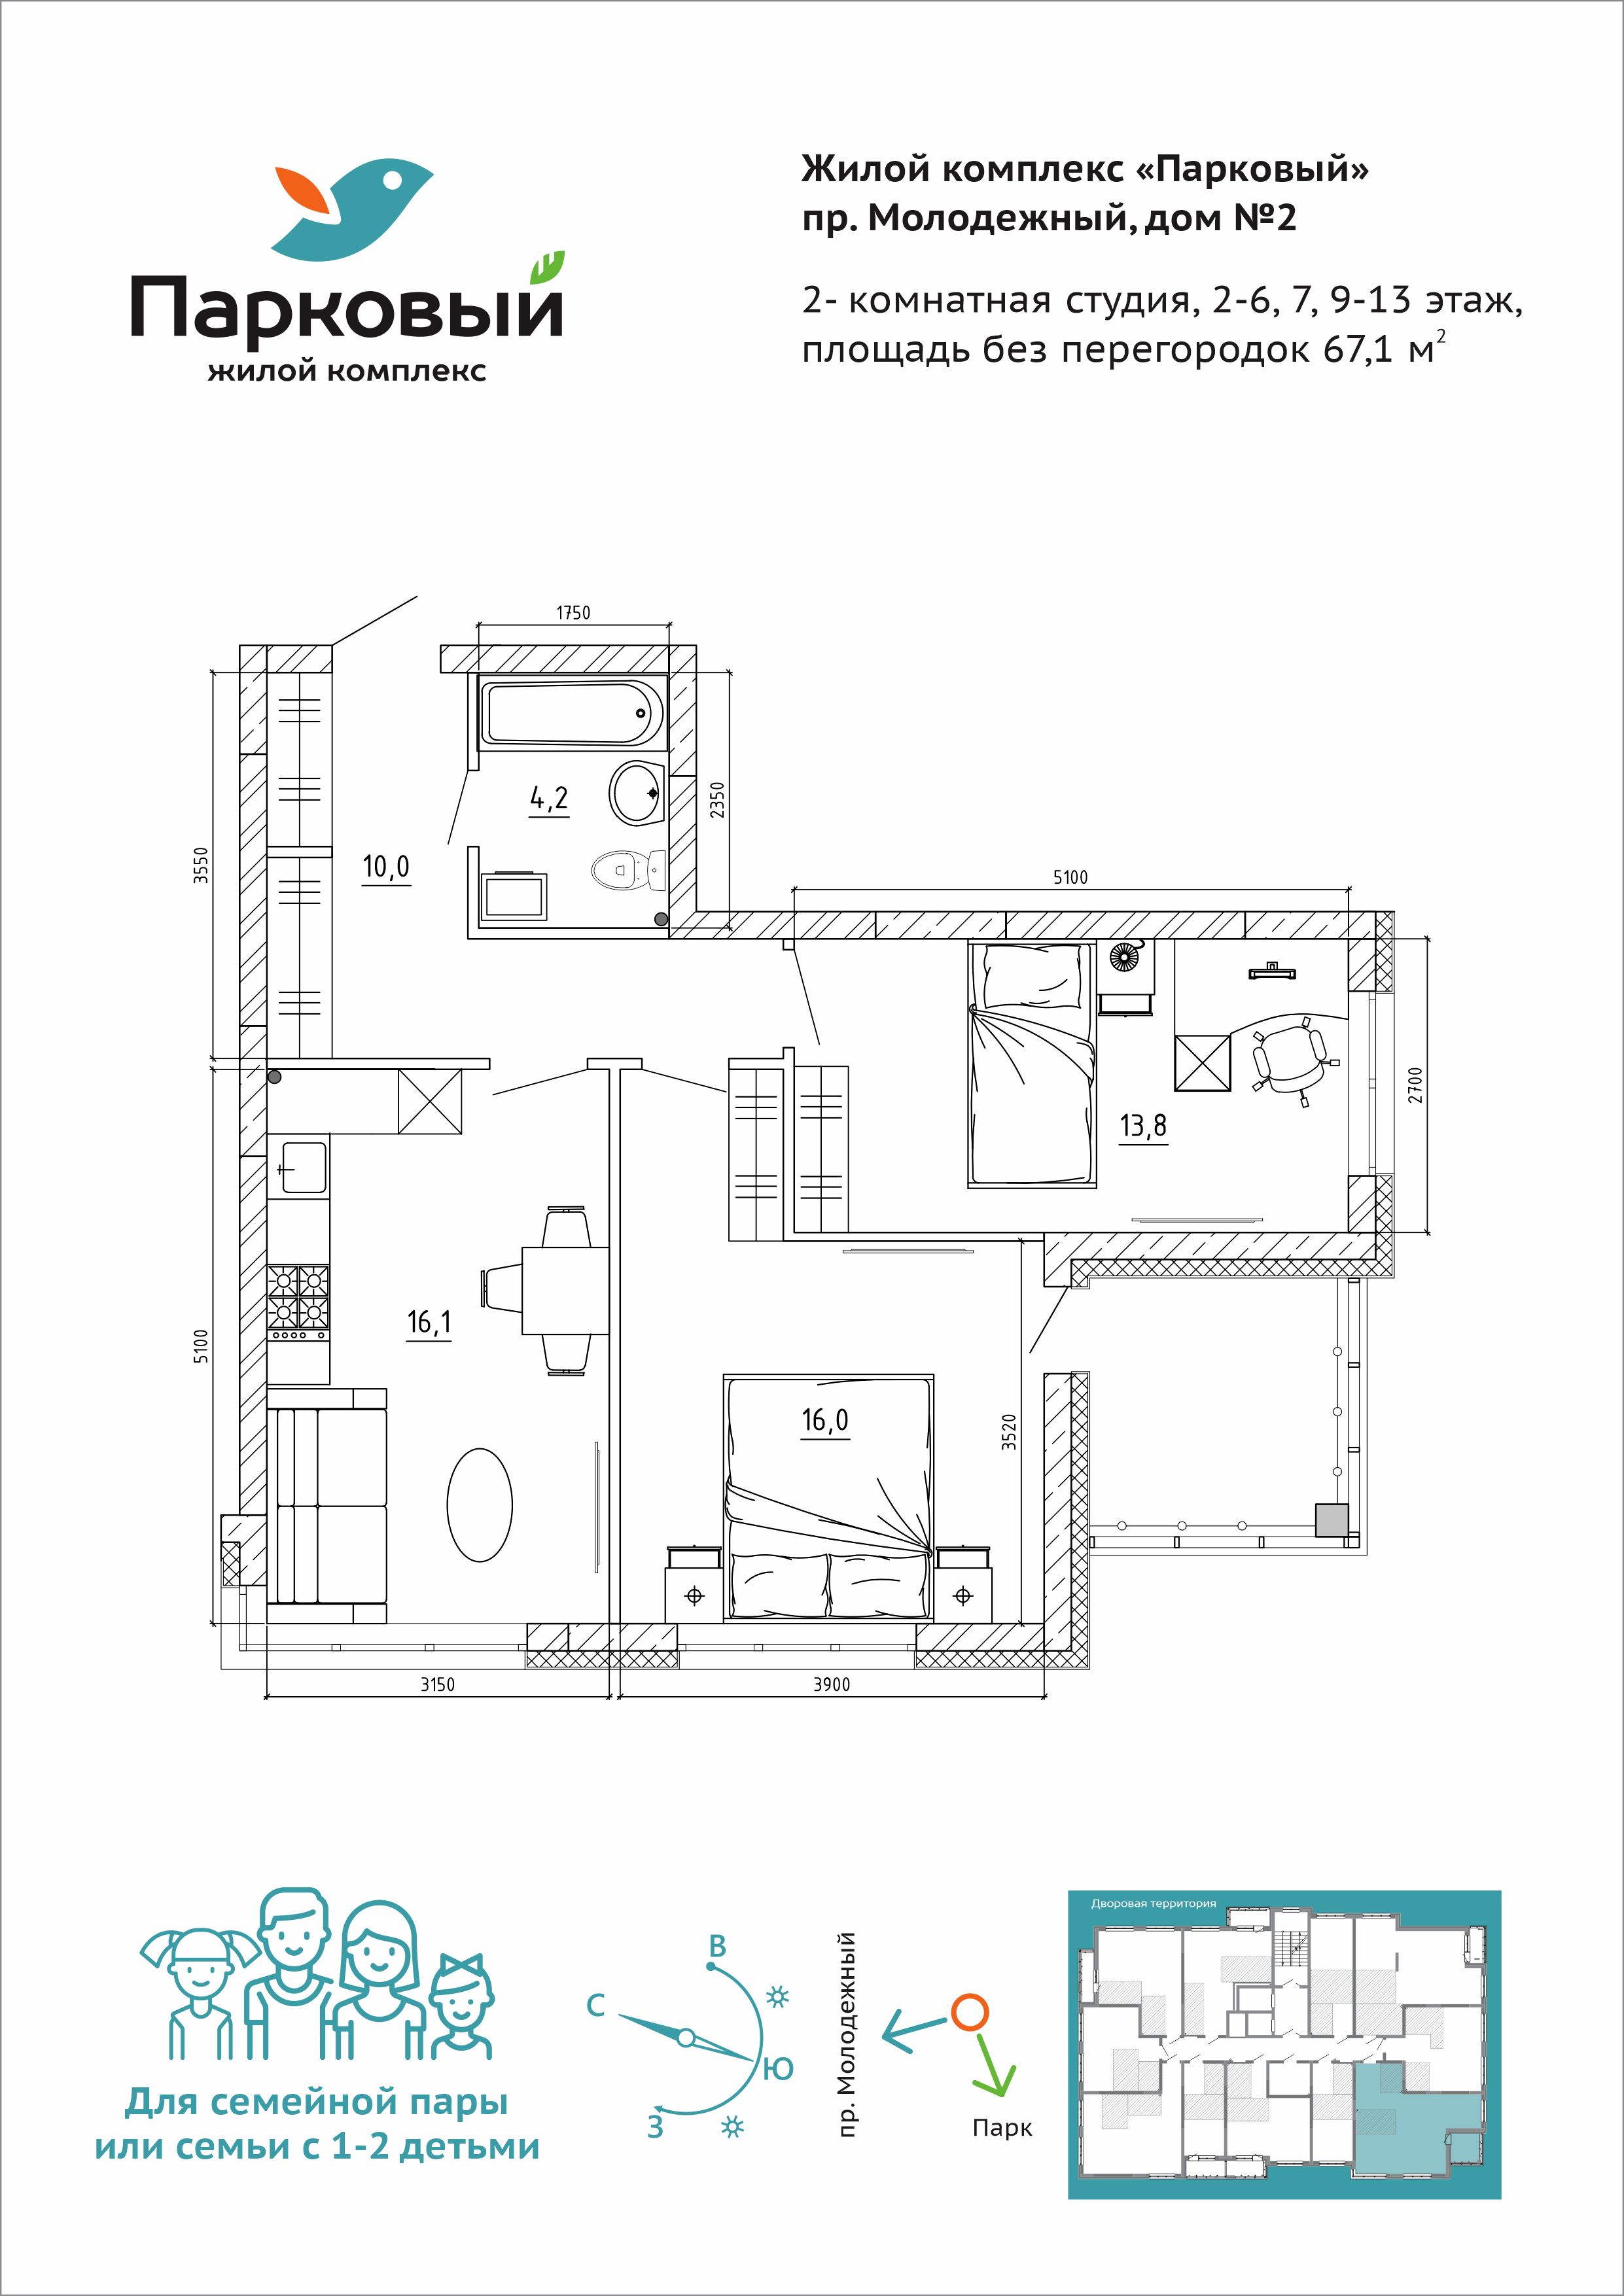 Парковый
жилой комплекс
Жилой комплекс «Парковый»
пр. Молодежный, дом №2
2- комнатная студия, 2-6, 7, 9-13 этаж,
площадь без перегородок 67,1 м²
1750
3550
4,2
2350
10,0
5100
13,8
2700
5100
16,1
16,0
3520
3150
3900
Для семейной пары
или семьи с 1-2 детьми
В
С
Ю
З
пр. Молодежный
Парк
Дворовая территория